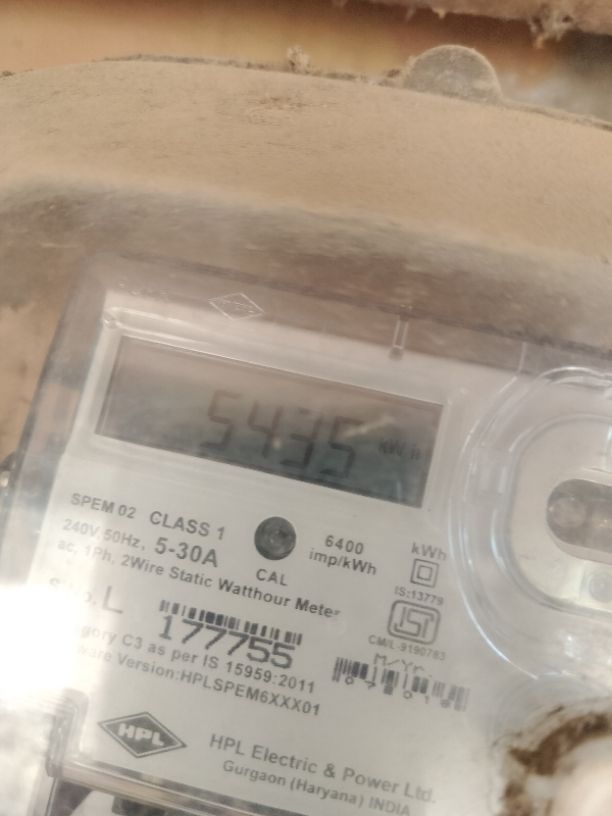 5435 kWh
SPEM 02 CLASS 1
240V, 50Hz, 5-30A
ac, 1Ph, 2Wire Static Watthour Meter
CAL
6400
imp/kWh
kWh
IS:13779
CM/L-9190783
No. L
177755
M/Yr.
C3 as per IS 15959:2011
Version:HPLSPEM6XXX01
HPL
HPL Electric & Power Ltd.
Gurgaon (Haryana) INDIA